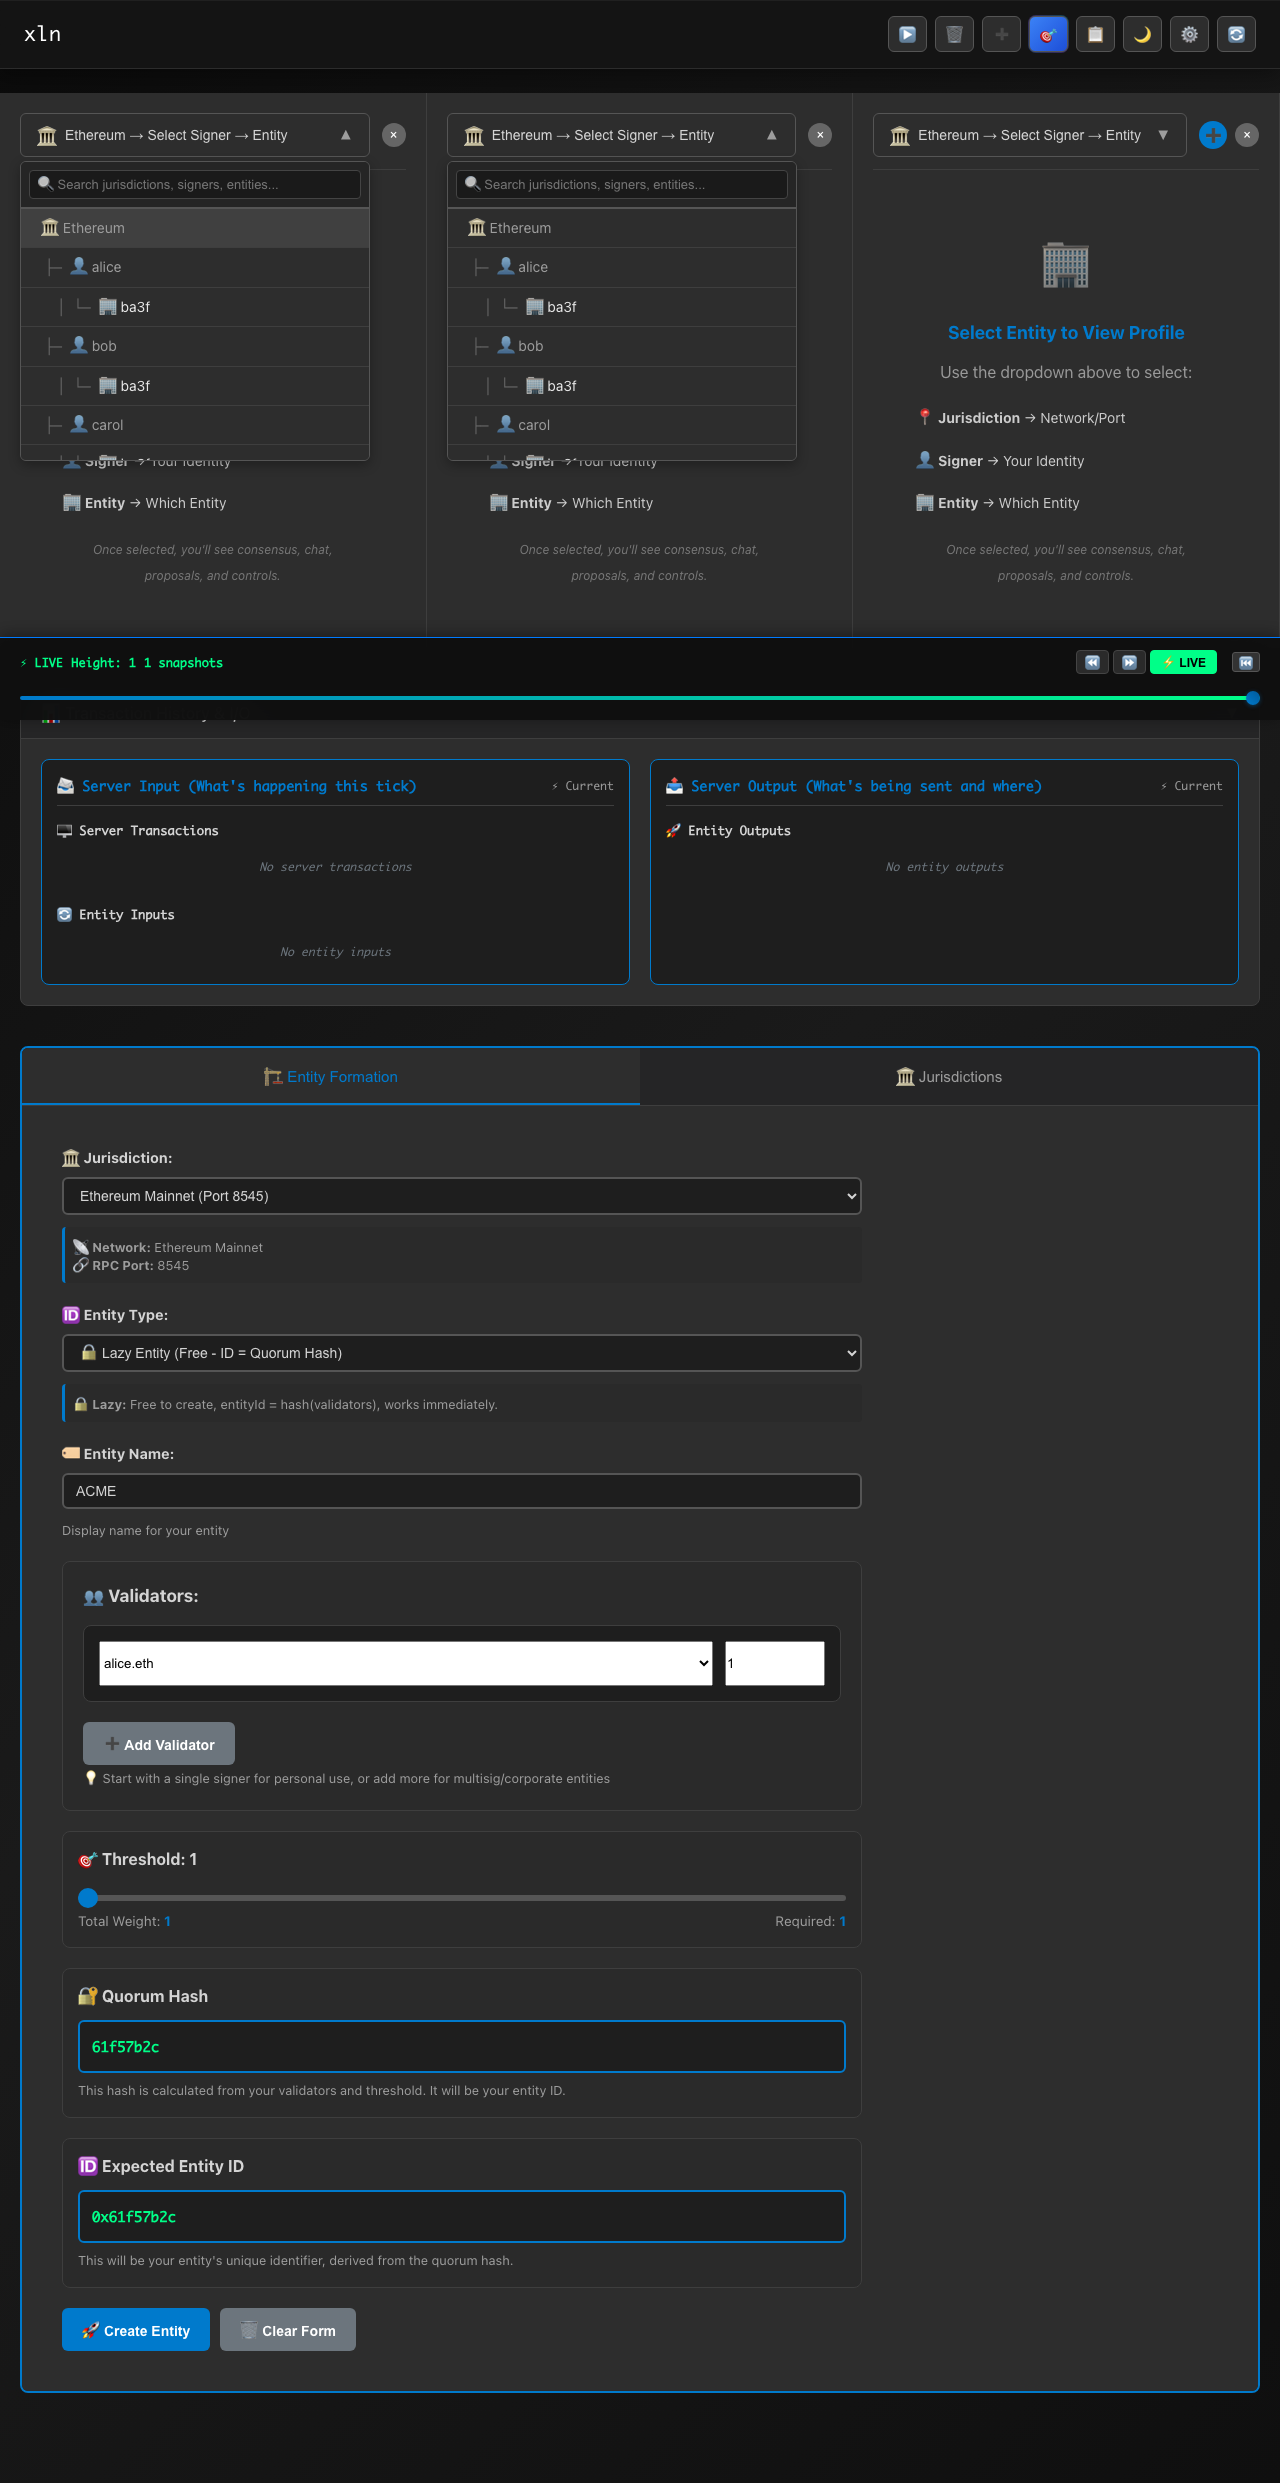 xln
Ethereum → Select Signer → Entity ▲ ×
Search jurisdictions, signers, entities...
Ethereum
├─ alice
│ └─ ba3f
├─ bob
│ └─ ba3f
├─ carol
Signer → Your Identity
Entity → Which Entity
Once selected, you'll see consensus, chat,
proposals, and controls.
Ethereum → Select Signer → Entity ▲ ×
Search jurisdictions, signers, entities...
Ethereum
├─ alice
│ └─ ba3f
├─ bob
│ └─ ba3f
├─ carol
Signer → Your Identity
Entity → Which Entity
Once selected, you'll see consensus, chat,
proposals, and controls.
Ethereum → Select Signer → Entity ▼ ×
Select Entity to View Profile
Use the dropdown above to select:
Jurisdiction → Network/Port
Signer → Your Identity
Entity → Which Entity
Once selected, you'll see consensus, chat,
proposals, and controls.
⚡ LIVE Height: 1 1 snapshots
⚡ LIVE
Server Input (What's happening this tick) ⚡ Current
Server Transactions
No server transactions
Entity Inputs
No entity inputs
Server Output (What's being sent and where) ⚡ Current
Entity Outputs
No entity outputs
Entity Formation
Jurisdictions
Jurisdiction:
Ethereum Mainnet (Port 8545)
Network: Ethereum Mainnet
RPC Port: 8545
🆔 Entity Type:
Lazy Entity (Free - ID = Quorum Hash)
Lazy: Free to create, entityId = hash(validators), works immediately.
Entity Name:
ACME
Display name for your entity
Validators:
alice.eth 1
➕ Add Validator
Start with a single signer for personal use, or add more for multisig/corporate entities
Threshold: 1
Total Weight: 1 Required: 1
Quorum Hash
61f57b2c
This hash is calculated from your validators and threshold. It will be your entity ID.
🆔 Expected Entity ID
0x61f57b2c
This will be your entity's unique identifier, derived from the quorum hash.
Create Entity
Clear Form